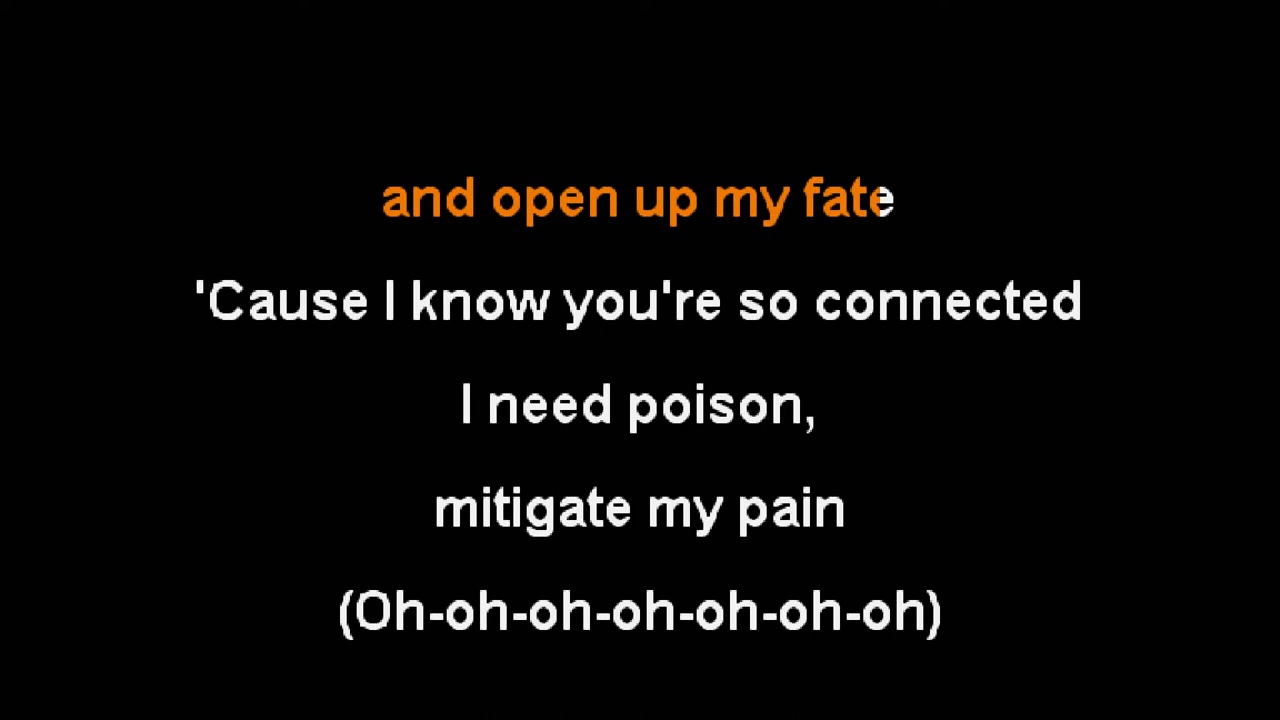 and open up my fate
'Cause I know you're so connected
I need poison,
mitigate my pain
(Oh-oh-oh-oh-oh-oh-oh)